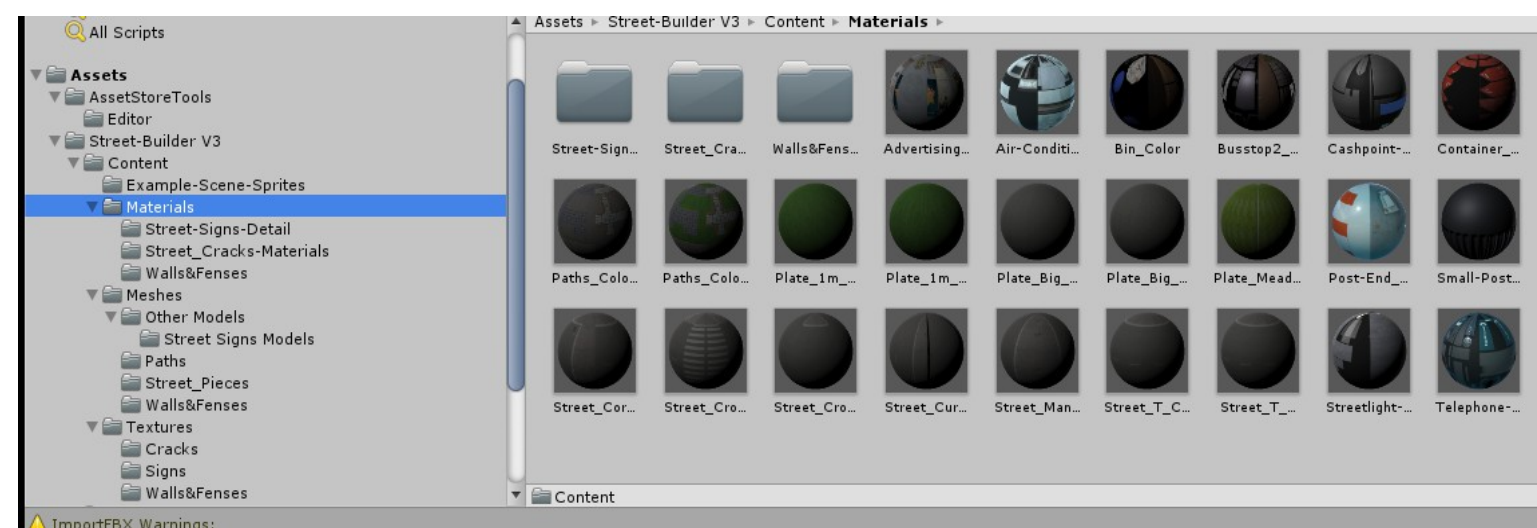 All Scripts
Assets
AssetStoreTools
Editor
Street-Builder V3
Content
Example-Scene-Sprites
Materials
Street-Signs-Detail
Street_Cracks-Materials
Walls&Fenses
Meshes
Other Models
Street Signs Models
Paths
Street_Pieces
Walls&Fenses
Textures
Cracks
Signs
Walls&Fenses
Assets ▸ Street-Builder V3 ▸ Content ▸ Materials ▸
Street-Sign... Street_Cra... Walls&Fens... Advertising... Air-Conditi... Bin_Color Busstop2_... Cashpoint-... Container_...
Paths_Colo... Paths_Colo... Plate_1m_... Plate_1m_... Plate_Big_... Plate_Big_... Plate_Mead... Post-End_... Small-Post...
Street_Cor... Street_Cro... Street_Cro... Street_Cur... Street_Man... Street_T_C... Street_T_... Streetlight-... Telephone-...
Content
ImportFBX Warnings: